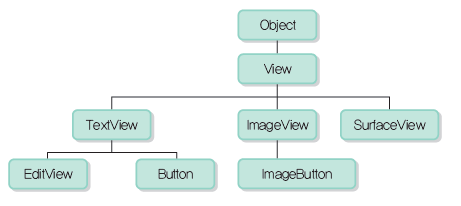 Object
View
TextView
ImageView
SurfaceView
EditView
Button
ImageButton